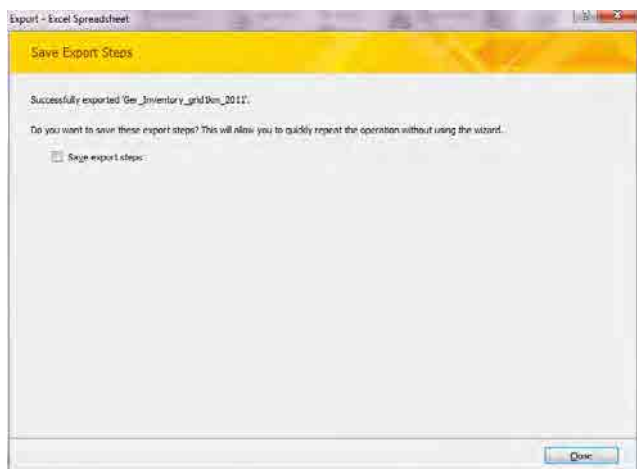 Export - Excel Spreadsheet
Save Export Steps
Successfully exported 'Ger_Inventory_grid1km_2011'.
Do you want to save these export steps? This will allow you to quickly repeat the operation without using the wizard.
Save export steps
Close